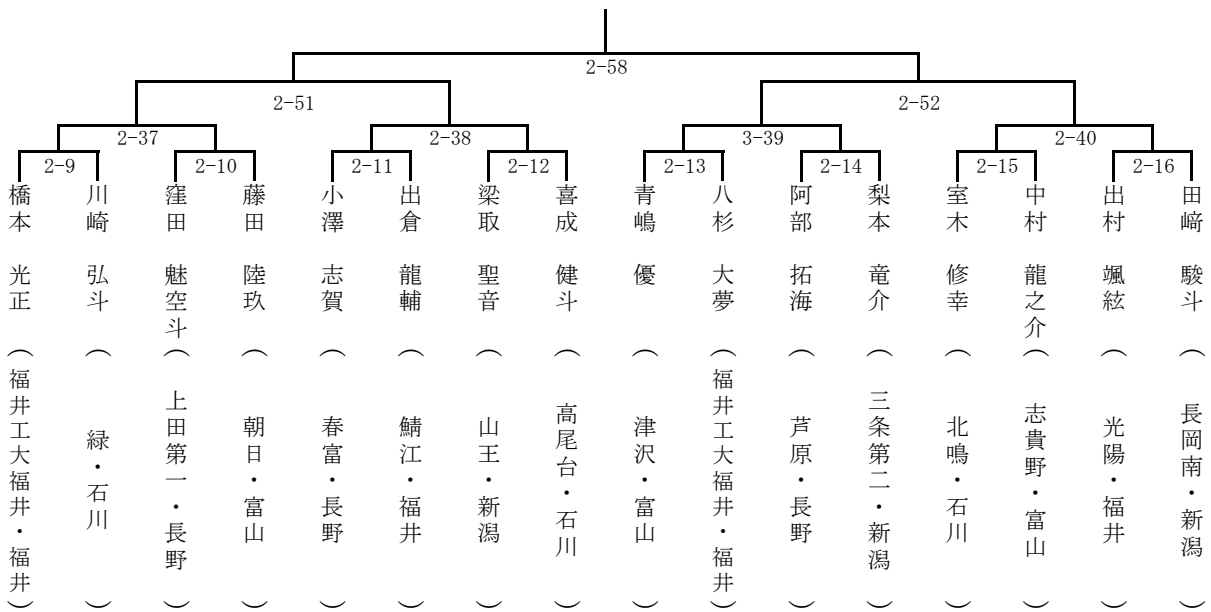 2-58
2-51
2-52
2-37
2-38
3-39
2-40
2-9
2-10
2-11
2-12
2-13
2-14
2-15
2-16
橋本 光正 (福井工大福井・福井)
川崎 弘斗 (緑・石川)
窪田 魅空斗 (上田第一・長野)
藤田 陸玖 (朝日・富山)
小澤 志賀 (春富・長野)
出倉 龍輔 (鯖江・福井)
梁取 聖音 (山王・新潟)
喜成 健斗 (高尾台・石川)
青嶋 優 (津沢・富山)
八杉 大夢 (福井工大福井・福井)
阿部 拓海 (芦原・長野)
梨本 竜介 (三条第二・新潟)
室木 修幸 (北鳴・石川)
中村 龍之介 (志貴野・富山)
出村 颯絃 (光陽・福井)
田﨑 駿斗 (長岡南・新潟)